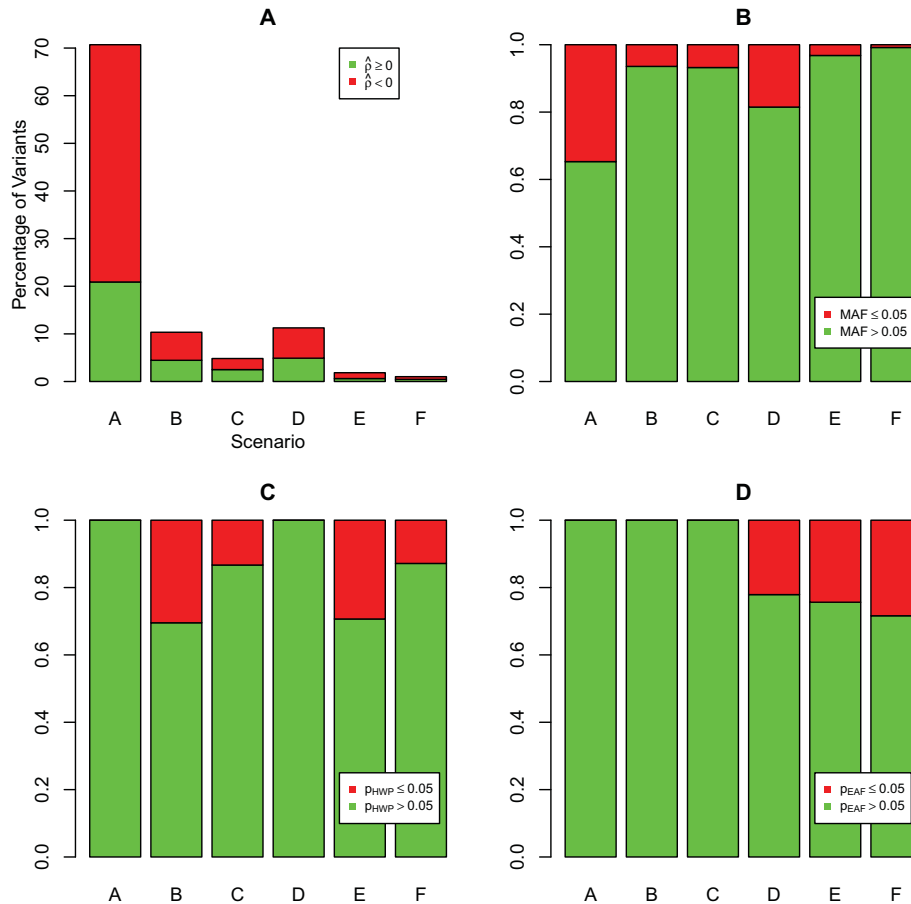 A
Percentage of Variants
70
60
50
40
30
20
10
0
ρ̂ ≥ 0
ρ̂ < 0
A B C D E F
Scenario
B
1.0
0.8
0.6
0.4
0.2
0.0
MAF ≤ 0.05
MAF > 0.05
A B C D E F
C
1.0
0.8
0.6
0.4
0.2
0.0
pHWP ≤ 0.05
pHWP > 0.05
A B C D E F
D
1.0
0.8
0.6
0.4
0.2
0.0
pEAF ≤ 0.05
pEAF > 0.05
A B C D E F